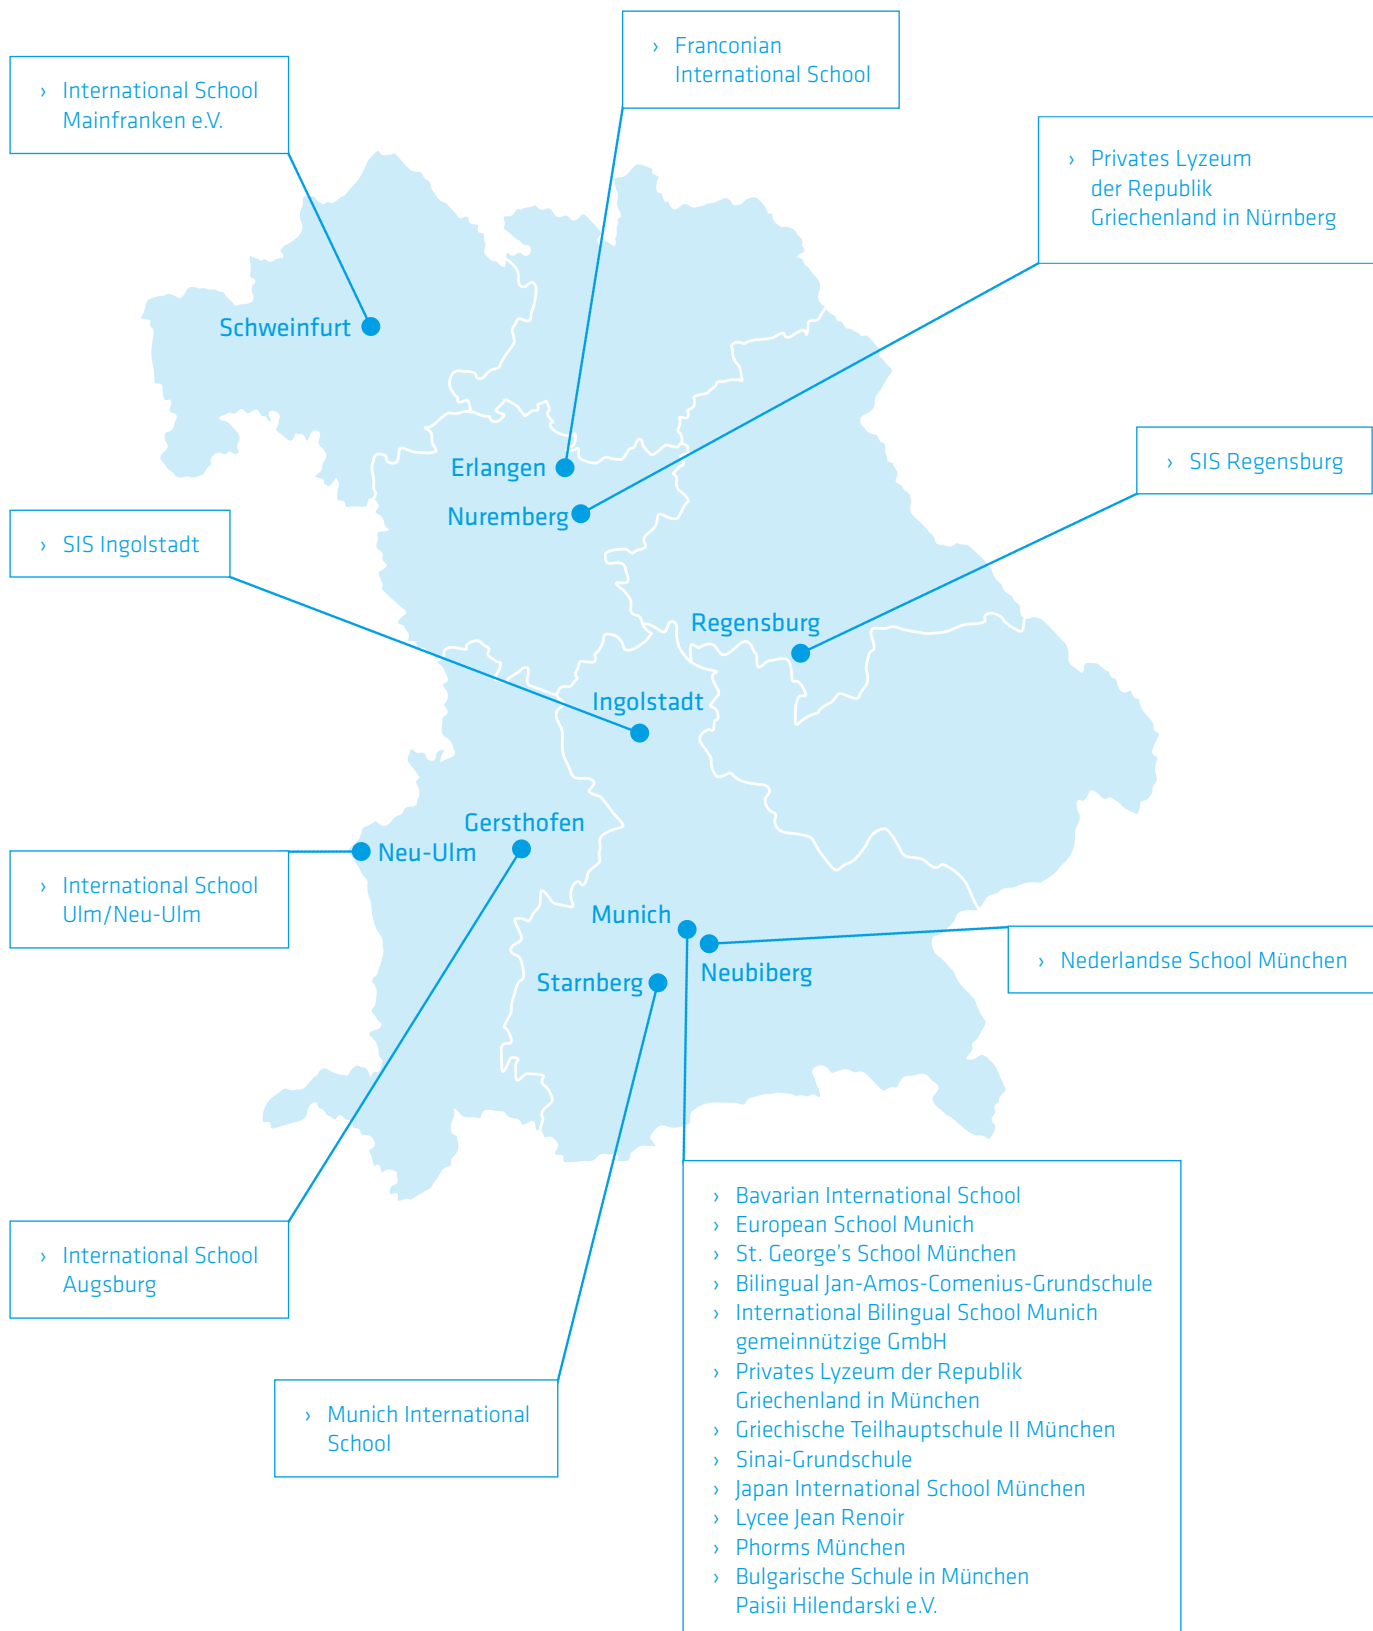 › Franconian
International School
› International School
Mainfranken e.V.
› Privates Lyzeum
der Republik
Griechenland in Nürnberg
Schweinfurt
Erlangen
› SIS Regensburg
Nuremberg
› SIS Ingolstadt
Regensburg
Ingolstadt
Gersthofen
Neu-Ulm
› International School
Ulm/Neu-Ulm
Munich
Neubiberg
› Nederlandse School München
Starnberg
› Bavarian International School
› European School Munich
› St. George’s School München
› Bilingual Jan-Amos-Comenius-Grundschule
› International Bilingual School Munich
gemeinnützige GmbH
› Privates Lyzeum der Republik
Griechenland in München
› Griechische Teilhauptschule II München
› Sinai-Grundschule
› Japan International School München
› Lycee Jean Renoir
› Phorms München
› Bulgarische Schule in München
Paisii Hilendarski e.V.
› International School
Augsburg
› Munich International
School